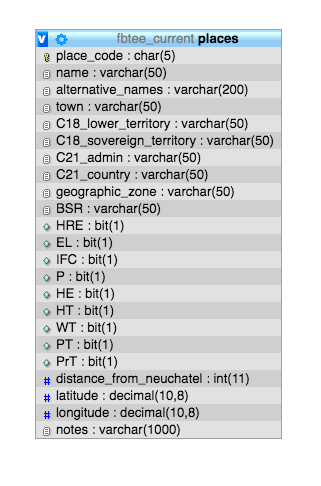 v fbtee_current places
place_code : char(5)
name : varchar(50)
alternative_names : varchar(200)
town : varchar(50)
C18_lower_territory : varchar(50)
C18_sovereign_territory : varchar(50)
C21_admin : varchar(50)
C21_country : varchar(50)
geographic_zone : varchar(50)
BSR : varchar(50)
HRE : bit(1)
EL : bit(1)
IFC : bit(1)
P : bit(1)
HE : bit(1)
HT : bit(1)
WT : bit(1)
PT : bit(1)
PrT : bit(1)
# distance_from_neuchatel : int(11)
# latitude : decimal(10,8)
# longitude : decimal(10,8)
notes : varchar(1000)